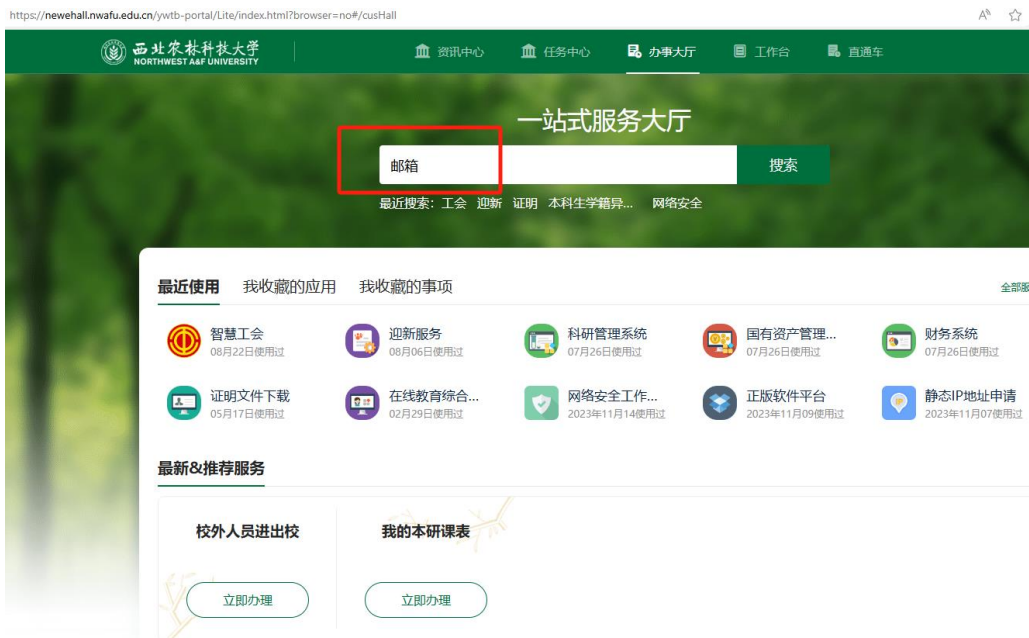 https://newehall.nwafu.edu.cn/ywtb-portal/Lite/index.html?browser=no#/cusHall
西北农林科技大学
NORTHWEST A&F UNIVERSITY
资讯中心 任务中心 办事大厅 工作台 直通车
一站式服务大厅
邮箱 搜索
最近搜索: 工会 迎新 证明 本科生学籍异... 网络安全
最近使用 我收藏的应用 我收藏的事项 全部服
智慧工会 迎新服务 科研管理系统 国有资产管理... 财务系统
08月22日使用过 08月06日使用过 07月26日使用过 07月26日使用过 07月26日使用过
证明文件下载 在线教育综合... 网络安全工作... 正版软件平台 静态IP地址申请
05月17日使用过 02月29日使用过 2023年11月14使用过 2023年11月09使用过 2023年11月07使用过
最新&推荐服务
校外人员进出校 我的本研课表
立即办理 立即办理